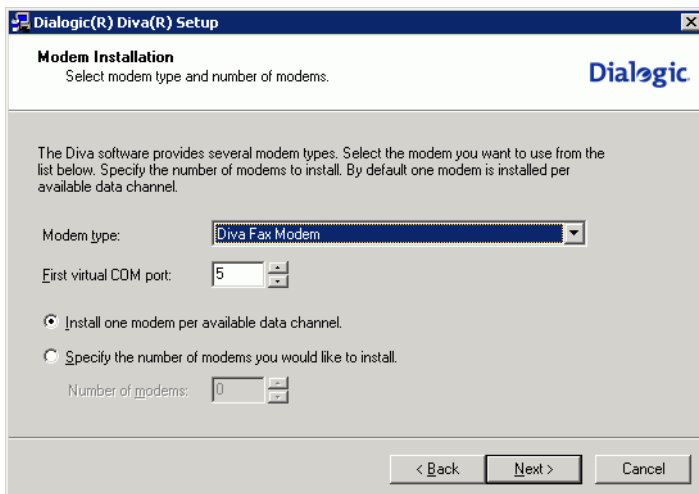 Dialogic(R) Diva(R) Setup
Modem Installation
Select modem type and number of modems.
Dialogic
The Diva software provides several modem types. Select the modem you want to use from the
list below. Specify the number of modems to install. By default one modem is installed per
available data channel.
Modem type: Diva Fax Modem
First virtual COM port: 5
Install one modem per available data channel.
Specify the number of modems you would like to install.
Number of modems: 0
< Back Next > Cancel